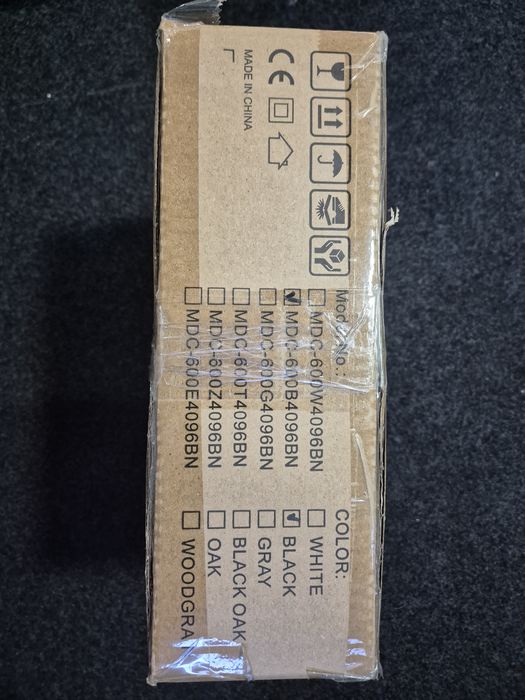 CE
MADE IN CHINA
Model No.:
MDC-600W4096BN
MDC-600B4096BN
MDC-600G4096BN
MDC-600T4096BN
MDC-600Z4096BN
MDC-600E4096BN
COLOR:
WHITE
BLACK
GRAY
BLACK OAK
OAK
WOODGRA